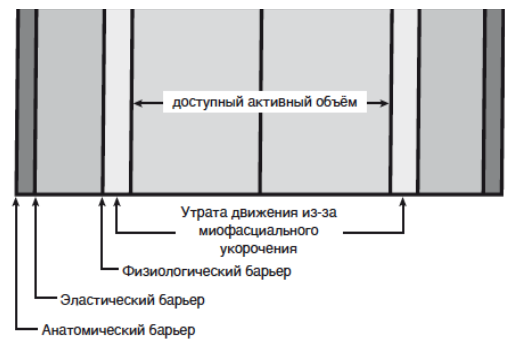 доступный активный объём
Утрата движения из-за
миофасциального
укорочения
Физиологический барьер
Эластический барьер
Анатомический барьер